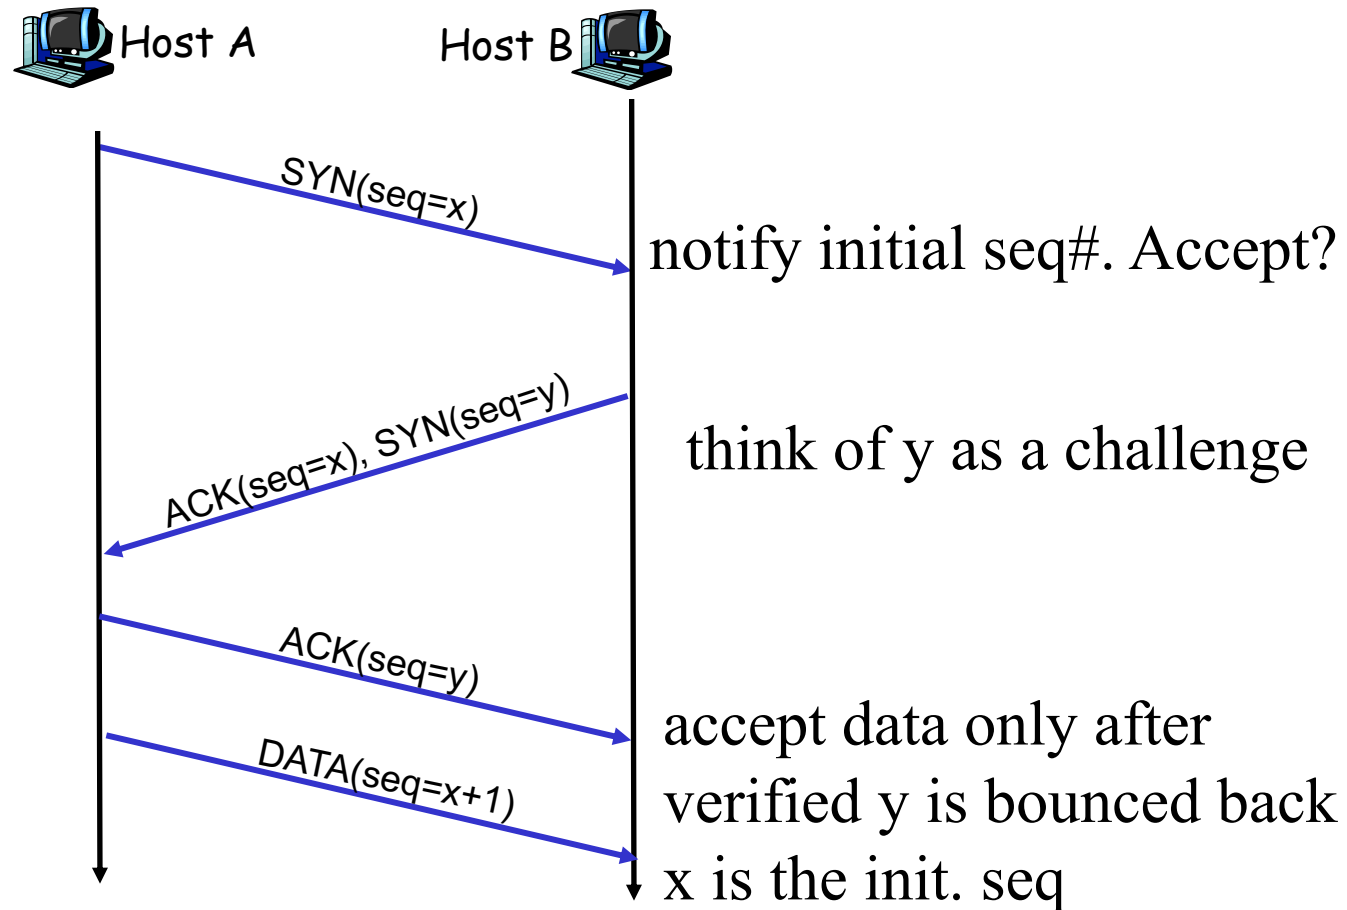 Host A
Host B
SYN(seq=x)
notify initial seq#. Accept?
ACK(seq=x), SYN(seq=y)
think of y as a challenge
ACK(seq=y)
DATA(seq=x+1)
accept data only after
verified y is bounced back
x is the init. seq